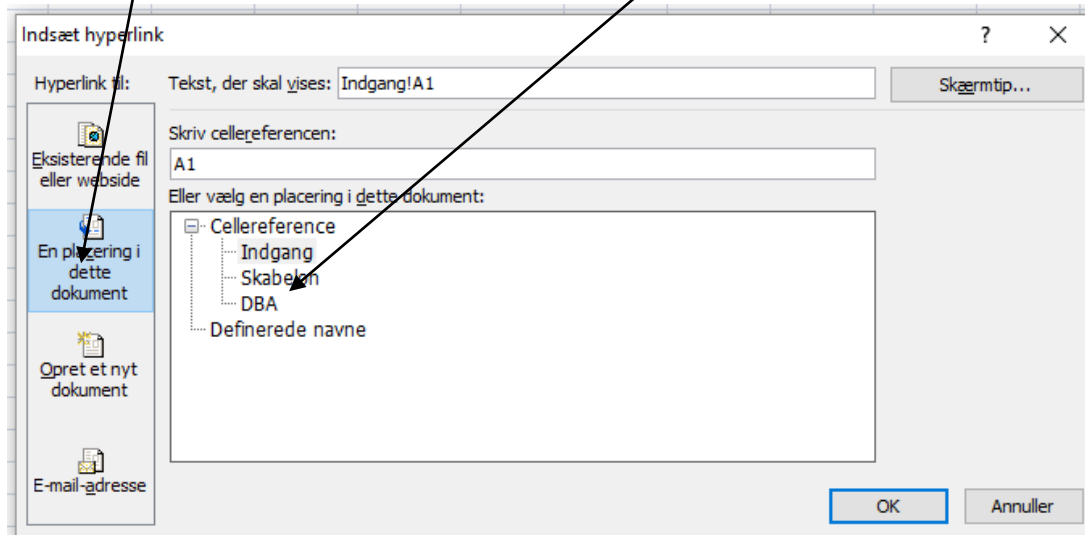 Indsæt hyperlink
? X
Hyperlink til:
Tekst, der skal vises: Indgang!A1
Skærmtip...
Eksisterende fil
eller webside
En placering i
dette
dokument
Opret et nyt
dokument
E-mail-adresse
Skriv cellereferencen:
A1
Eller vælg en placering i dette dokument:
Cellereference
Indgang
Skabelon
DBA
Definerede navne
OK
Annuller